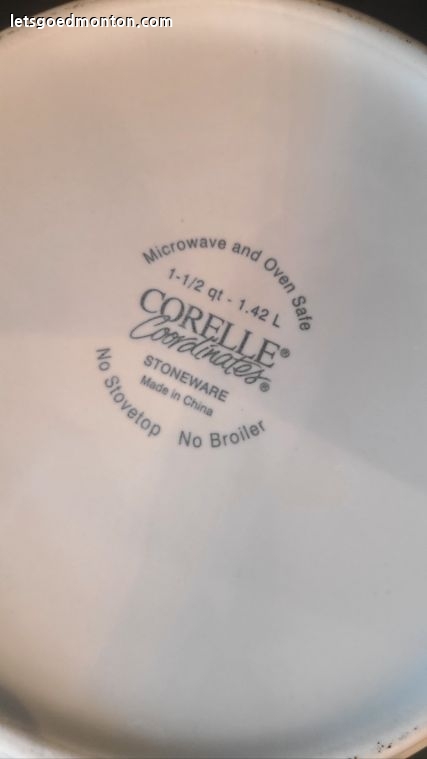 letsgoedmonton.com
Microwave and Oven Safe
1-1/2 qt - 1.42 L
CORELLE®
Coordinates®
STONEWARE
Made in China
No Stovetop No Broiler